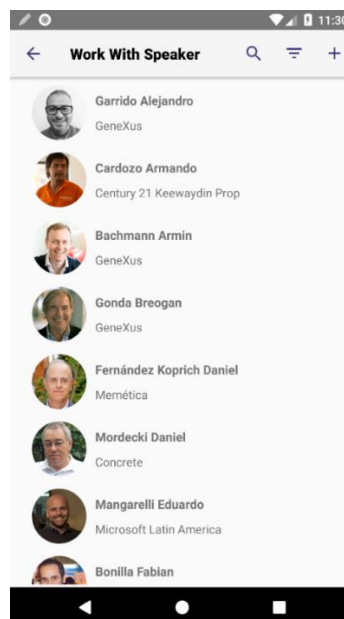 11:30
Work With Speaker
Garrido Alejandro
GeneXus
Cardozo Armando
Century 21 Keewaydin Prop
Bachmann Armin
GeneXus
Gonda Breogan
GeneXus
Fernández Koprich Daniel
Memética
Mordecki Daniel
Concrete
Mangarelli Eduardo
Microsoft Latin America
Bonilla Fabian